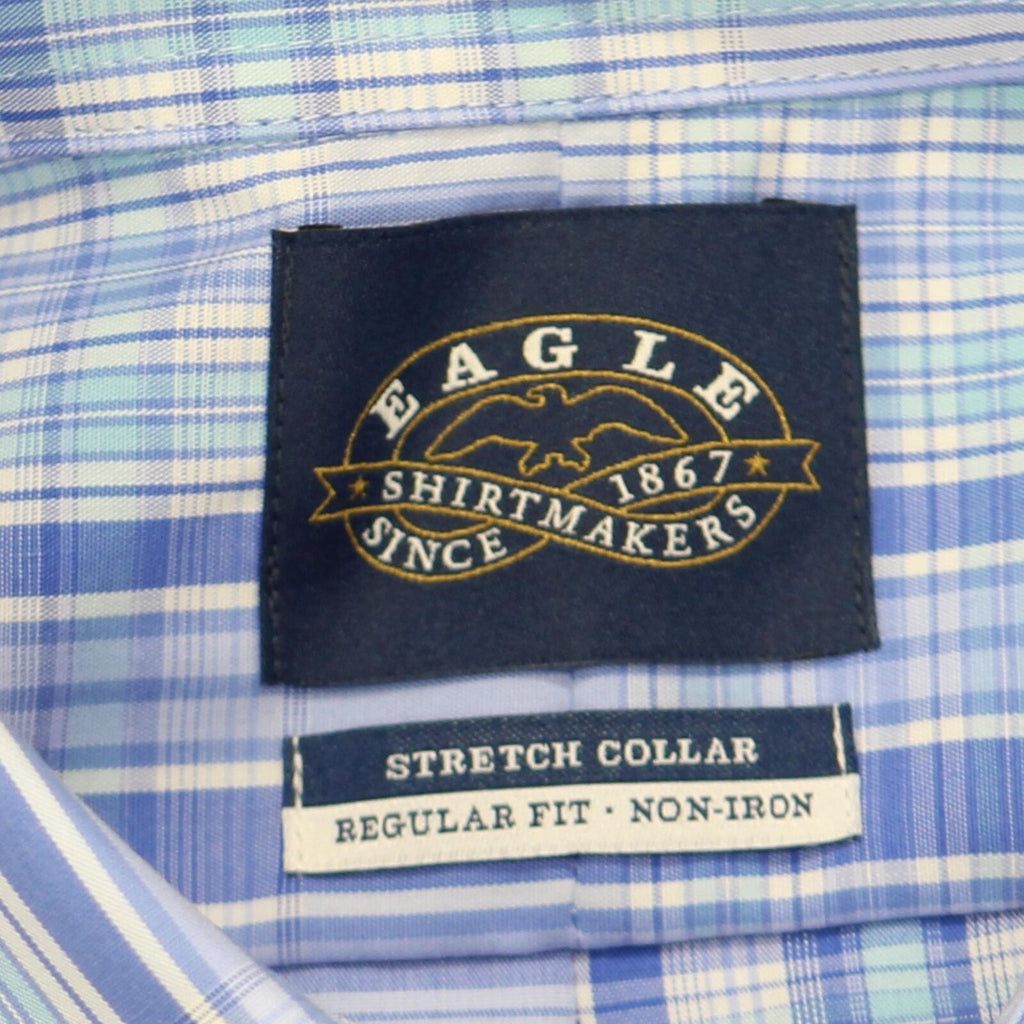 EAGLE
SHIRTMAKERS
SINCE 1867
STRETCH COLLAR
REGULAR FIT · NON-IRON